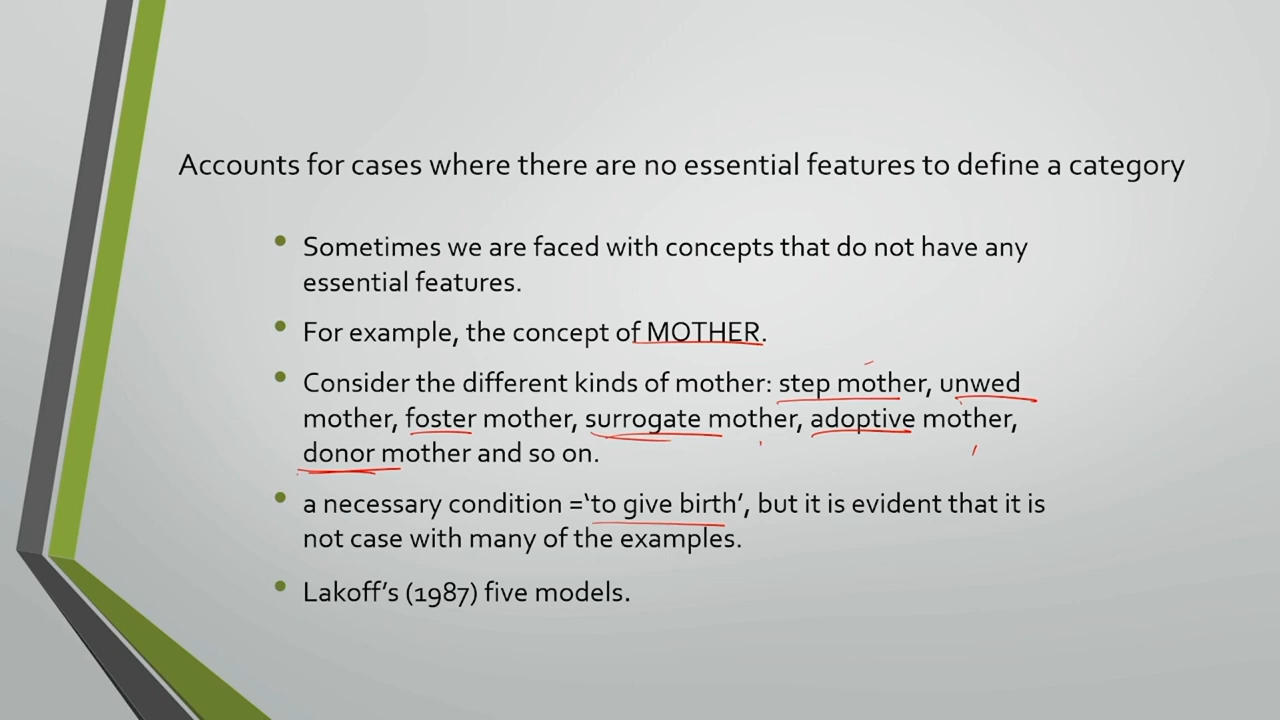 Accounts for cases where there are no essential features to define a category
• Sometimes we are faced with concepts that do not have any
essential features.
• For example, the concept of MOTHER.
• Consider the different kinds of mother: step mother, unwed
mother, foster mother, surrogate mother, adoptive mother,
donor mother and so on.
• a necessary condition =‘to give birth’, but it is evident that it is
not case with many of the examples.
• Lakoff’s (1987) five models.